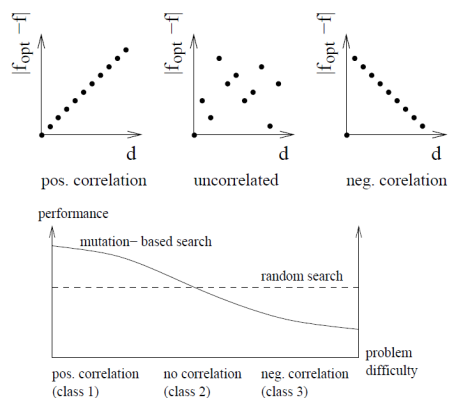 |f_opt −f|
|f_opt −f|
|f_opt −f|
d
d
d
pos. correlation
uncorrelated
neg. corelation
performance
mutation− based search
random search
problem
difficulty
pos. correlation
(class 1)
no correlation
(class 2)
neg. correlation
(class 3)